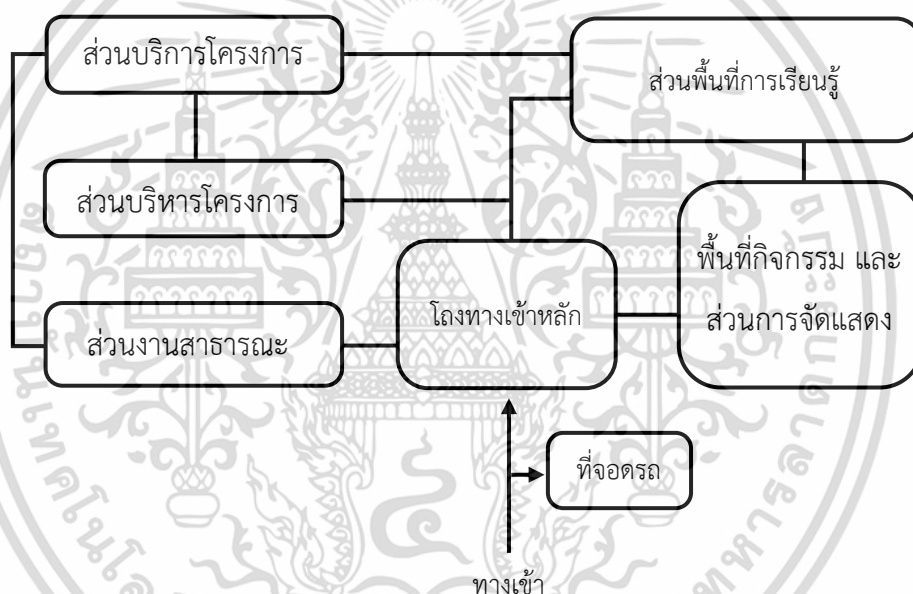 ส่วนบริการโครงการ
ส่วนพื้นที่การเรียนรู้
ส่วนบริหารโครงการ
พื้นที่กิจกรรม และ
ส่วนการจัดแสดง
โถงทางเข้าหลัก
ส่วนงานสาธารณะ
ที่จอดรถ
ทางเข้า